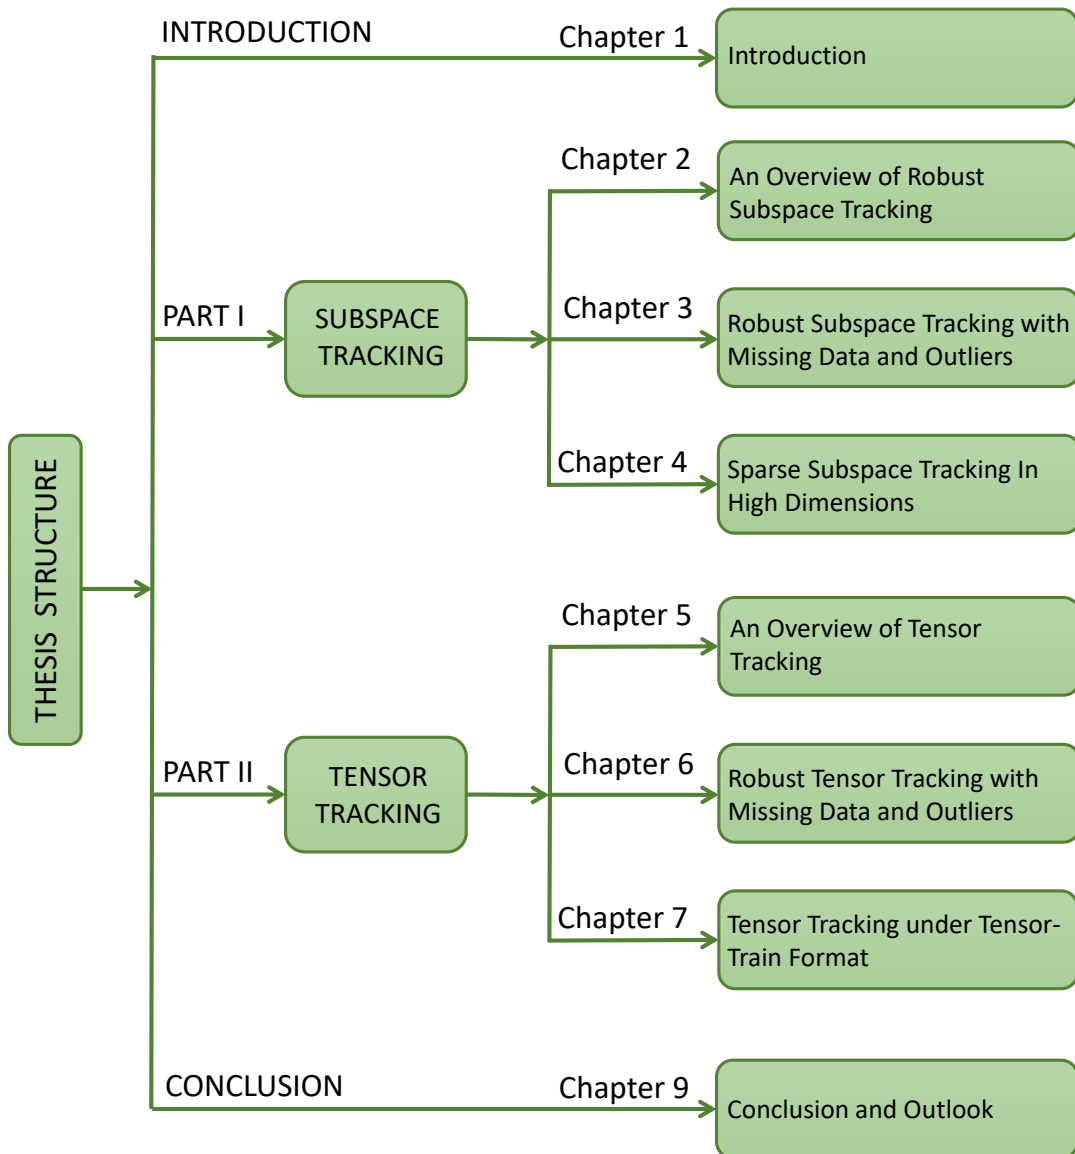 THESIS STRUCTURE
INTRODUCTION
Chapter 1
Introduction
PART I
SUBSPACE
TRACKING
Chapter 2
An Overview of Robust
Subspace Tracking
Chapter 3
Robust Subspace Tracking with
Missing Data and Outliers
Chapter 4
Sparse Subspace Tracking In
High Dimensions
PART II
TENSOR
TRACKING
Chapter 5
An Overview of Tensor
Tracking
Chapter 6
Robust Tensor Tracking with
Missing Data and Outliers
Chapter 7
Tensor Tracking under Tensor-
Train Format
CONCLUSION
Chapter 9
Conclusion and Outlook